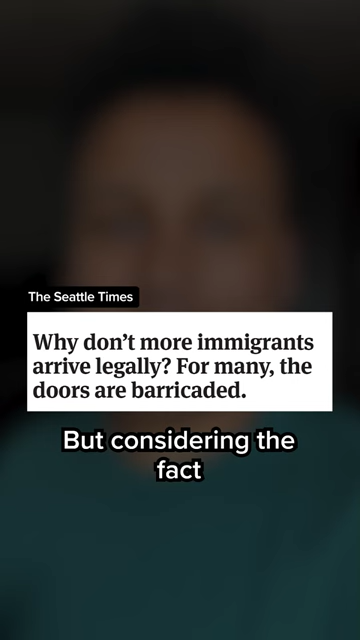 The Seattle Times
Why don’t more immigrants
arrive legally? For many, the
doors are barricaded.
But considering the
fact